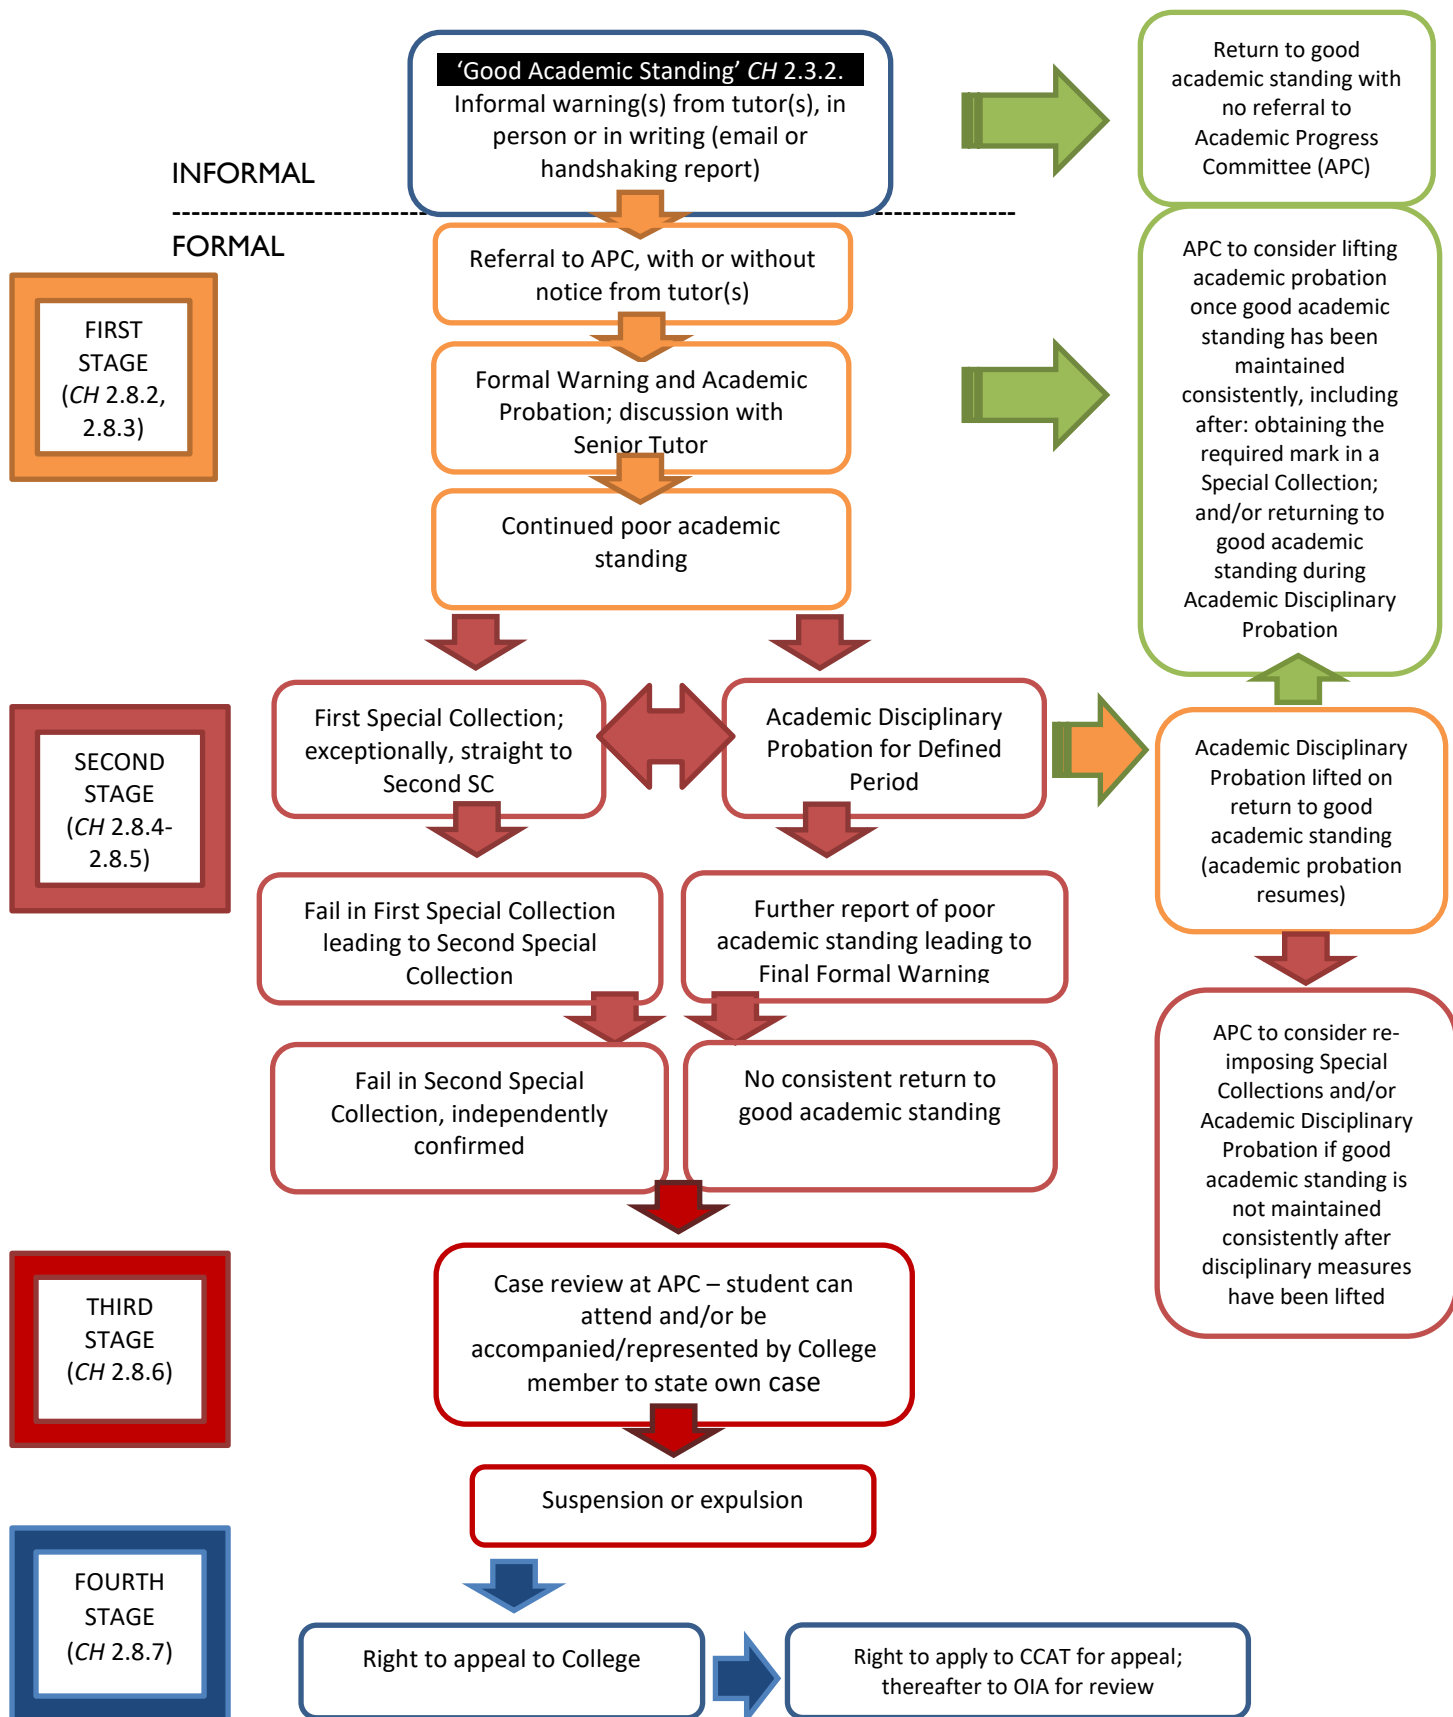 'Good Academic Standing' CH 2.3.2.
Informal warning(s) from tutor(s), in
person or in writing (email or
handshaking report)
Return to good
academic standing with
no referral to
Academic Progress
Committee (APC)
INFORMAL
FORMAL
Referral to APC, with or without
notice from tutor(s)
FIRST
STAGE
(CH 2.8.2,
2.8.3)
Formal Warning and Academic
Probation; discussion with
Senior Tutor
Continued poor academic
standing
APC to consider lifting
academic probation
once good academic
standing has been
maintained
consistently, including
after: obtaining the
required mark in a
Special Collection;
and/or returning to
good academic
standing during
Academic Disciplinary
Probation
SECOND
STAGE
(CH 2.8.4-
2.8.5)
First Special Collection;
exceptionally, straight to
Second SC
Academic Disciplinary
Probation for Defined
Period
Academic Disciplinary
Probation lifted on
return to good
academic standing
(academic probation
resumes)
Fail in First Special Collection
leading to Second Special
Collection
Further report of poor
academic standing leading to
Final Formal Warning
Fail in Second Special
Collection, independently
confirmed
No consistent return to
good academic standing
APC to consider re-
imposing Special
Collections and/or
Academic Disciplinary
Probation if good
academic standing is
not maintained
consistently after
disciplinary measures
have been lifted
THIRD
STAGE
(CH 2.8.6)
Case review at APC – student can
attend and/or be
accompanied/represented by College
member to state own case
Suspension or expulsion
FOURTH
STAGE
(CH 2.8.7)
Right to appeal to College
Right to apply to CCAT for appeal;
thereafter to OIA for review